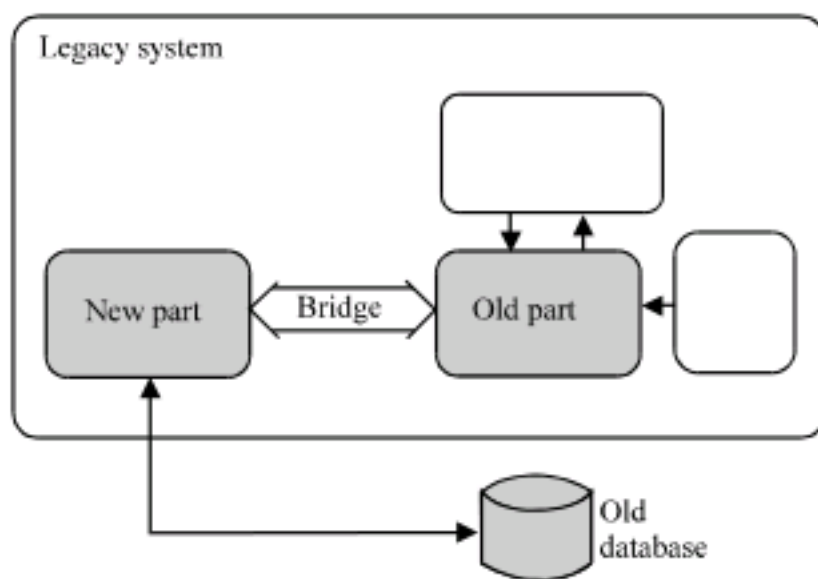 Legacy system
New part
Bridge
Old part
Old
database